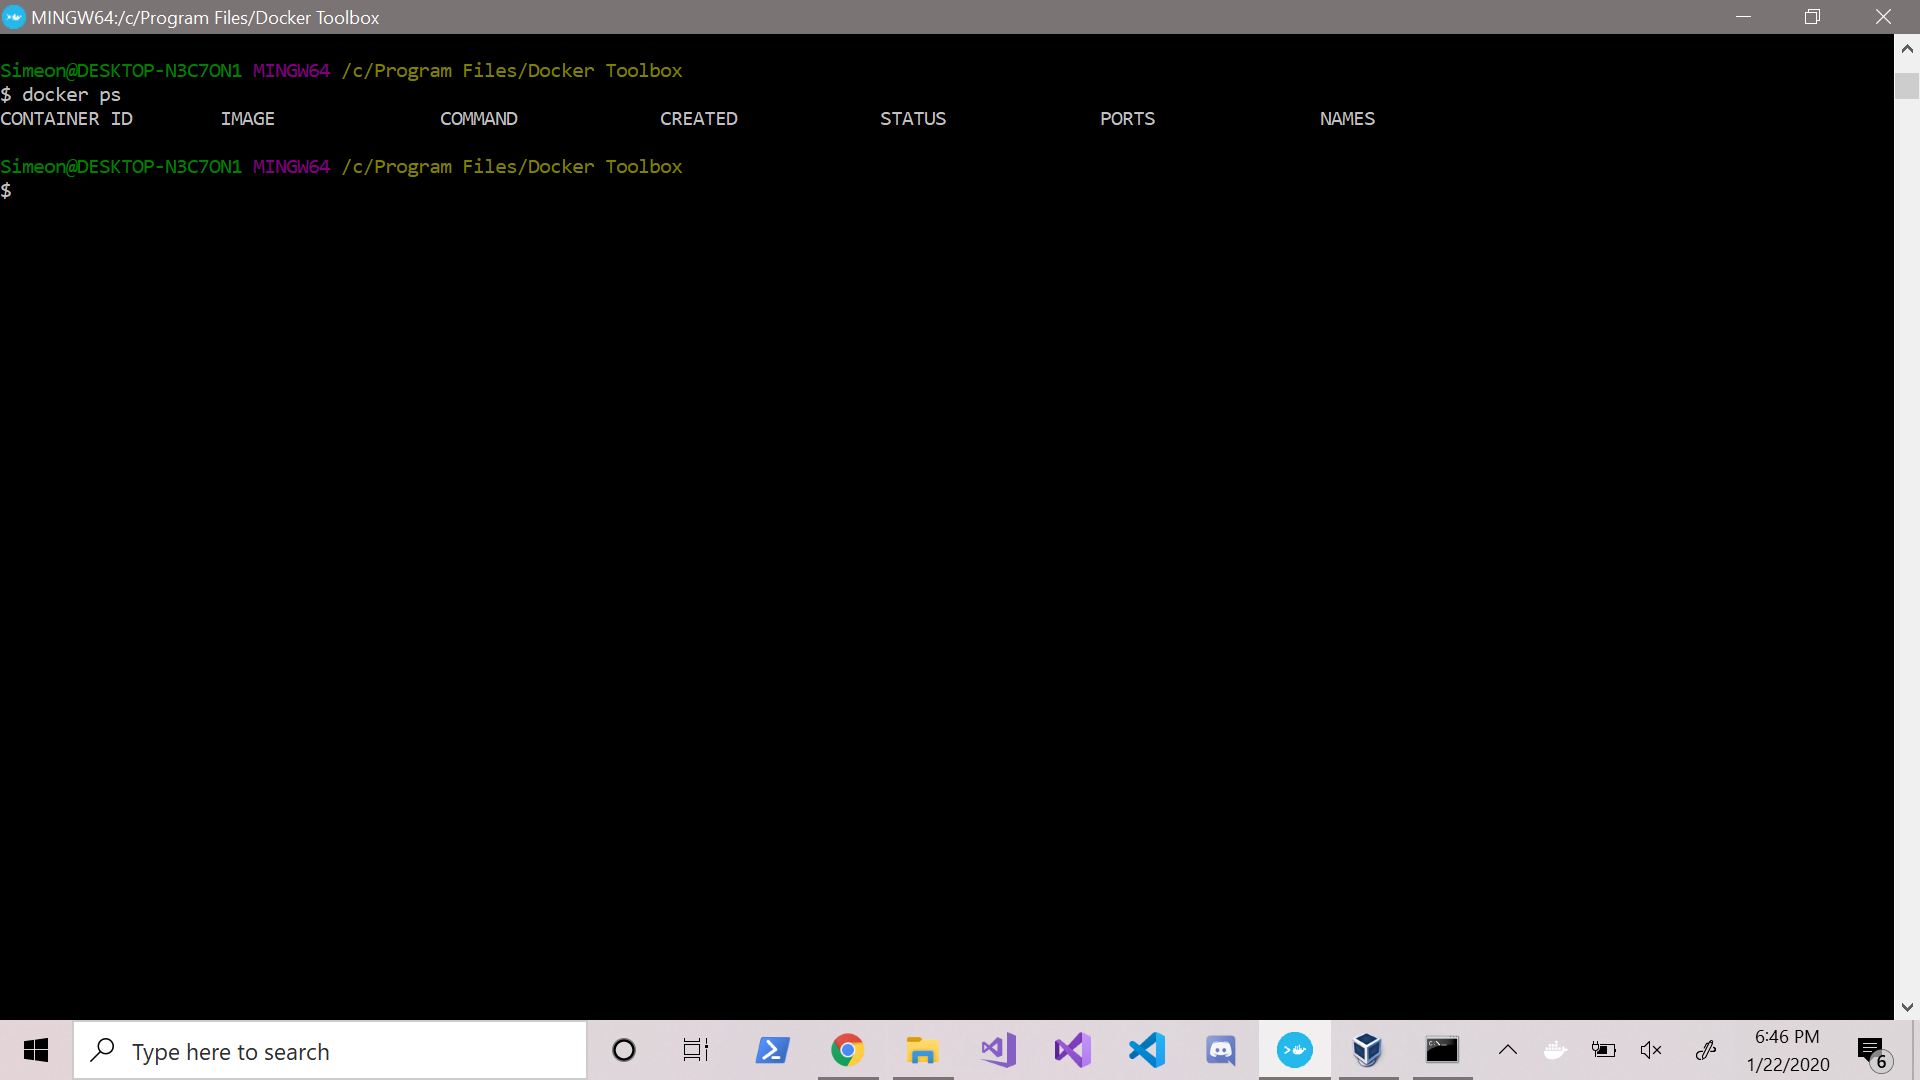 MINGW64:/c/Program Files/Docker Toolbox
Simeon@DESKTOP-N3C7ON1 MINGW64 /c/Program Files/Docker Toolbox
$ docker ps
CONTAINER ID IMAGE COMMAND CREATED STATUS PORTS NAMES
Simeon@DESKTOP-N3C7ON1 MINGW64 /c/Program Files/Docker Toolbox
$
Type here to search
6:46 PM
1/22/2020
6